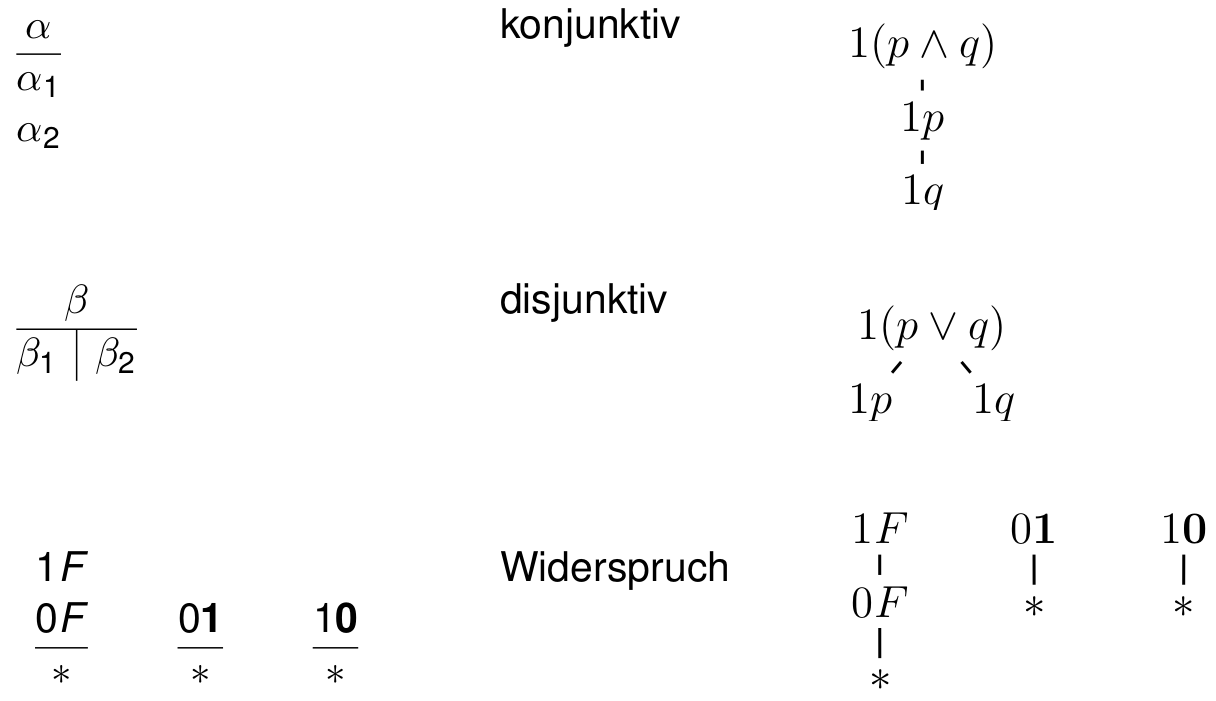 α konjunktiv 1(p ∧ q)
α₁ 1p
α₂ 1q
β disjunktiv 1(p ∨ q)
β₁ | β₂ 1p 1q
1F Widerspruch 1F 01 10
0F 01 10 0F * *
* * * *